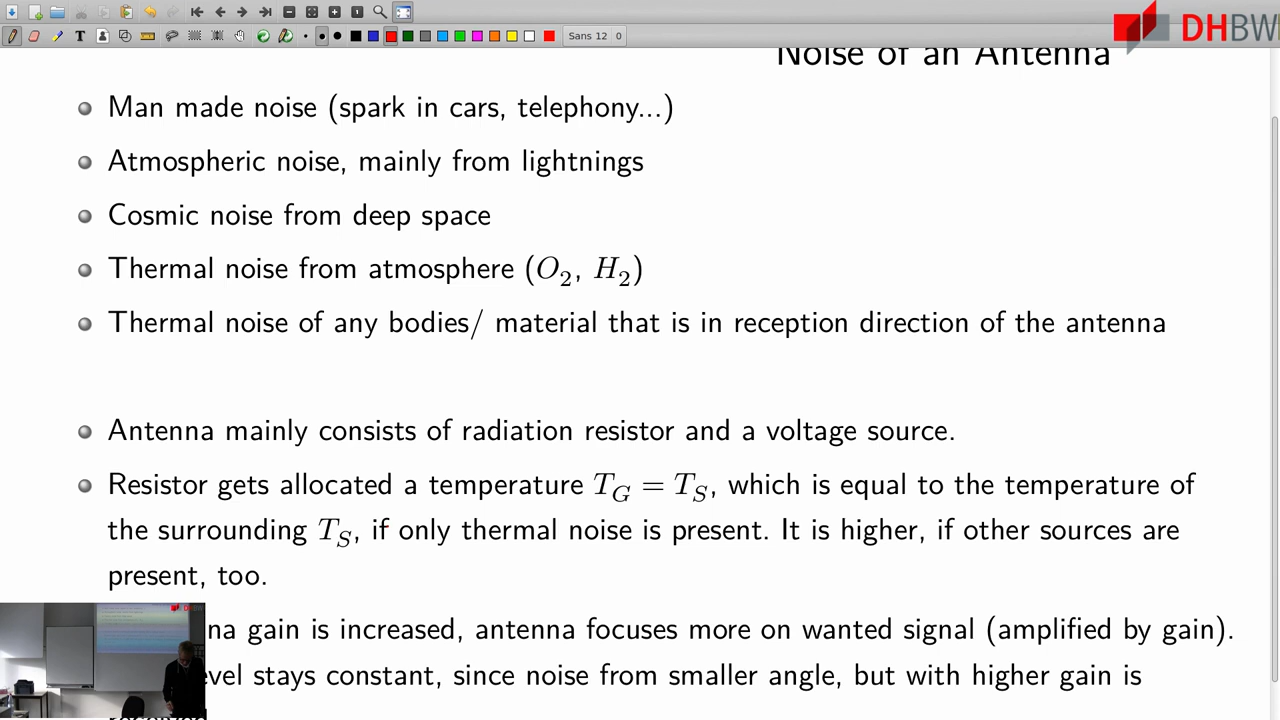 DHBW
Sans 12 0
Noise of an Antenna
Man made noise (spark in cars, telephony...)
Atmospheric noise, mainly from lightnings
Cosmic noise from deep space
Thermal noise from atmosphere (O₂, H₂)
Thermal noise of any bodies/ material that is in reception direction of the antenna
Antenna mainly consists of radiation resistor and a voltage source.
Resistor gets allocated a temperature T_G = T_S, which is equal to the temperature of
the surrounding T_S, if only thermal noise is present. It is higher, if other sources are
present, too.
gain is increased, antenna focuses more on wanted signal (amplified by gain).
stays constant, since noise from smaller angle, but with higher gain is